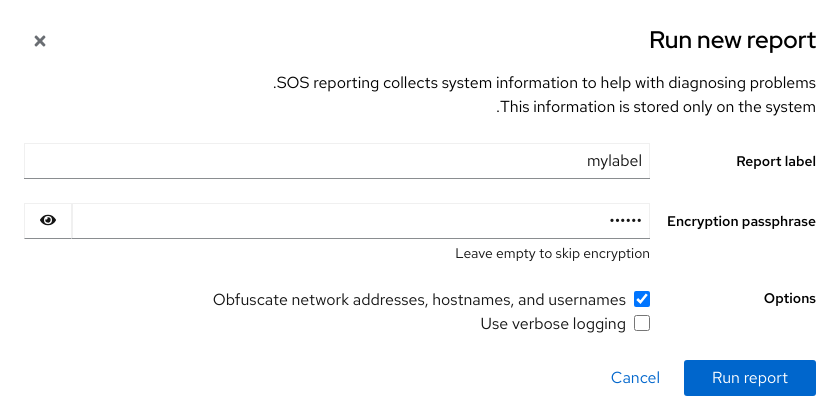 Run new report
.SOS reporting collects system information to help with diagnosing problems
.This information is stored only on the system
Report label
mylabel
Encryption passphrase
••••••
Leave empty to skip encryption
Options
Obfuscate network addresses, hostnames, and usernames
Use verbose logging
Run report
Cancel